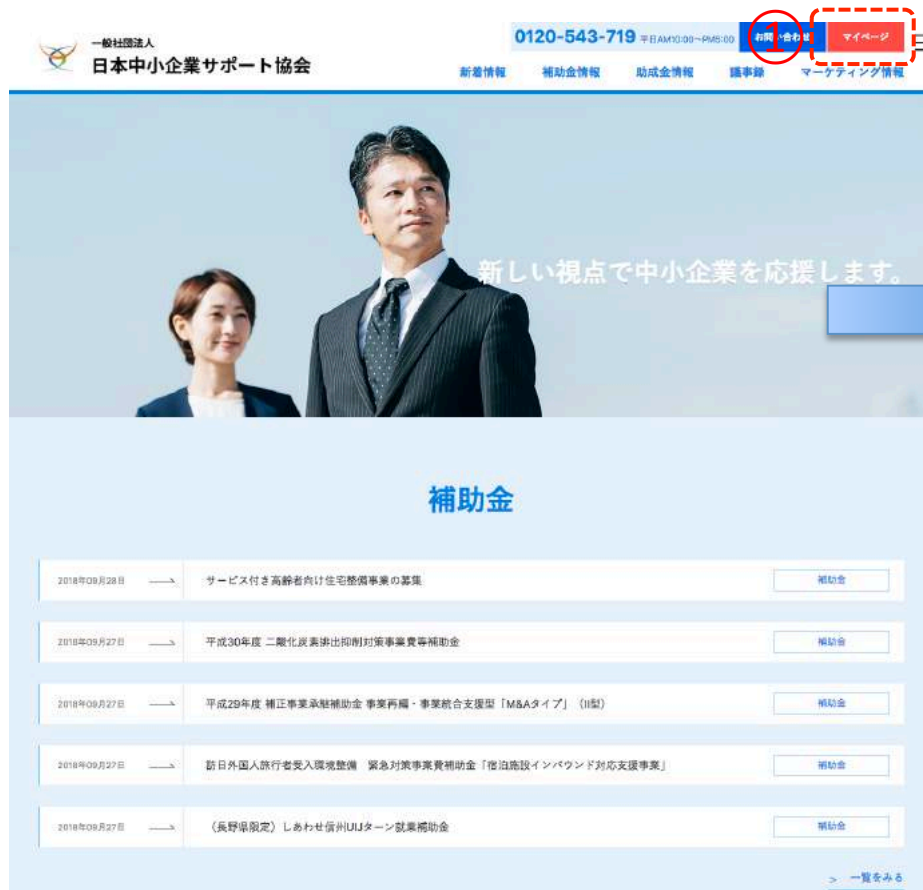 一般社団法人
日本中小企業サポート協会
0120-543-719 平日AM10:00~PM5:00
お問い合わせ
①
マイページ
新着情報 補助金情報 助成金情報 議事録 マーケティング情報
新しい視点で中小企業を応援します。
補助金
2018年09月28日 サービス付き高齢者向け住宅整備事業の募集 補助金
2018年09月27日 平成30年度 二酸化炭素排出抑制対策事業費等補助金 補助金
2018年09月27日 平成29年度 補正事業承継補助金 事業再編・事業統合支援型「M&Aタイプ」(II型) 補助金
2018年09月27日 訪日外国人旅行者受入環境整備 緊急対策事業費補助金「宿泊施設インバウンド対応支援事業」 補助金
2018年09月27日 (長野県限定)しあわせ信州UIJターン就業補助金 補助金
> 一覧をみる